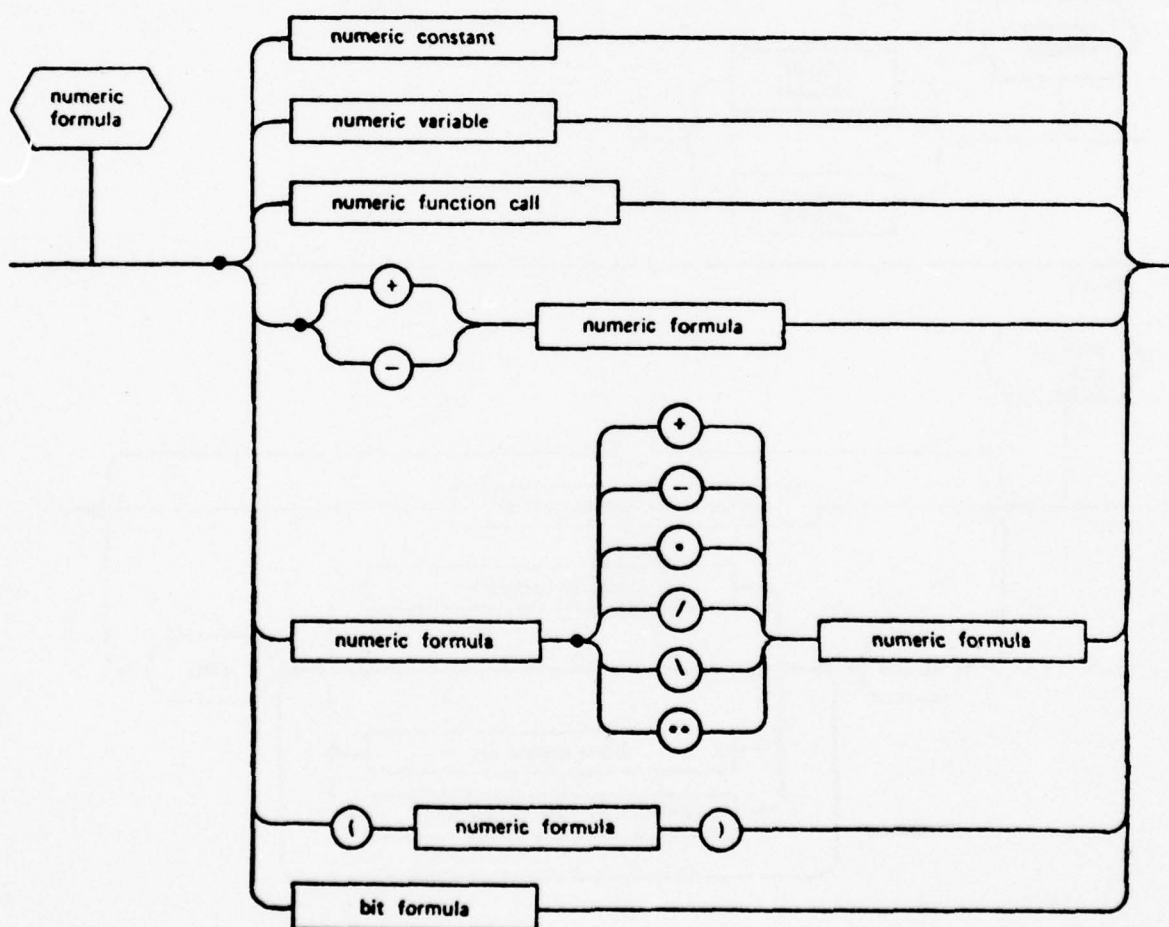 numeric constant
numeric
formula
numeric variable
numeric function call
+
numeric formula
−
+
−
*
/
numeric formula
numeric formula
\
**
( numeric formula )
bit formula